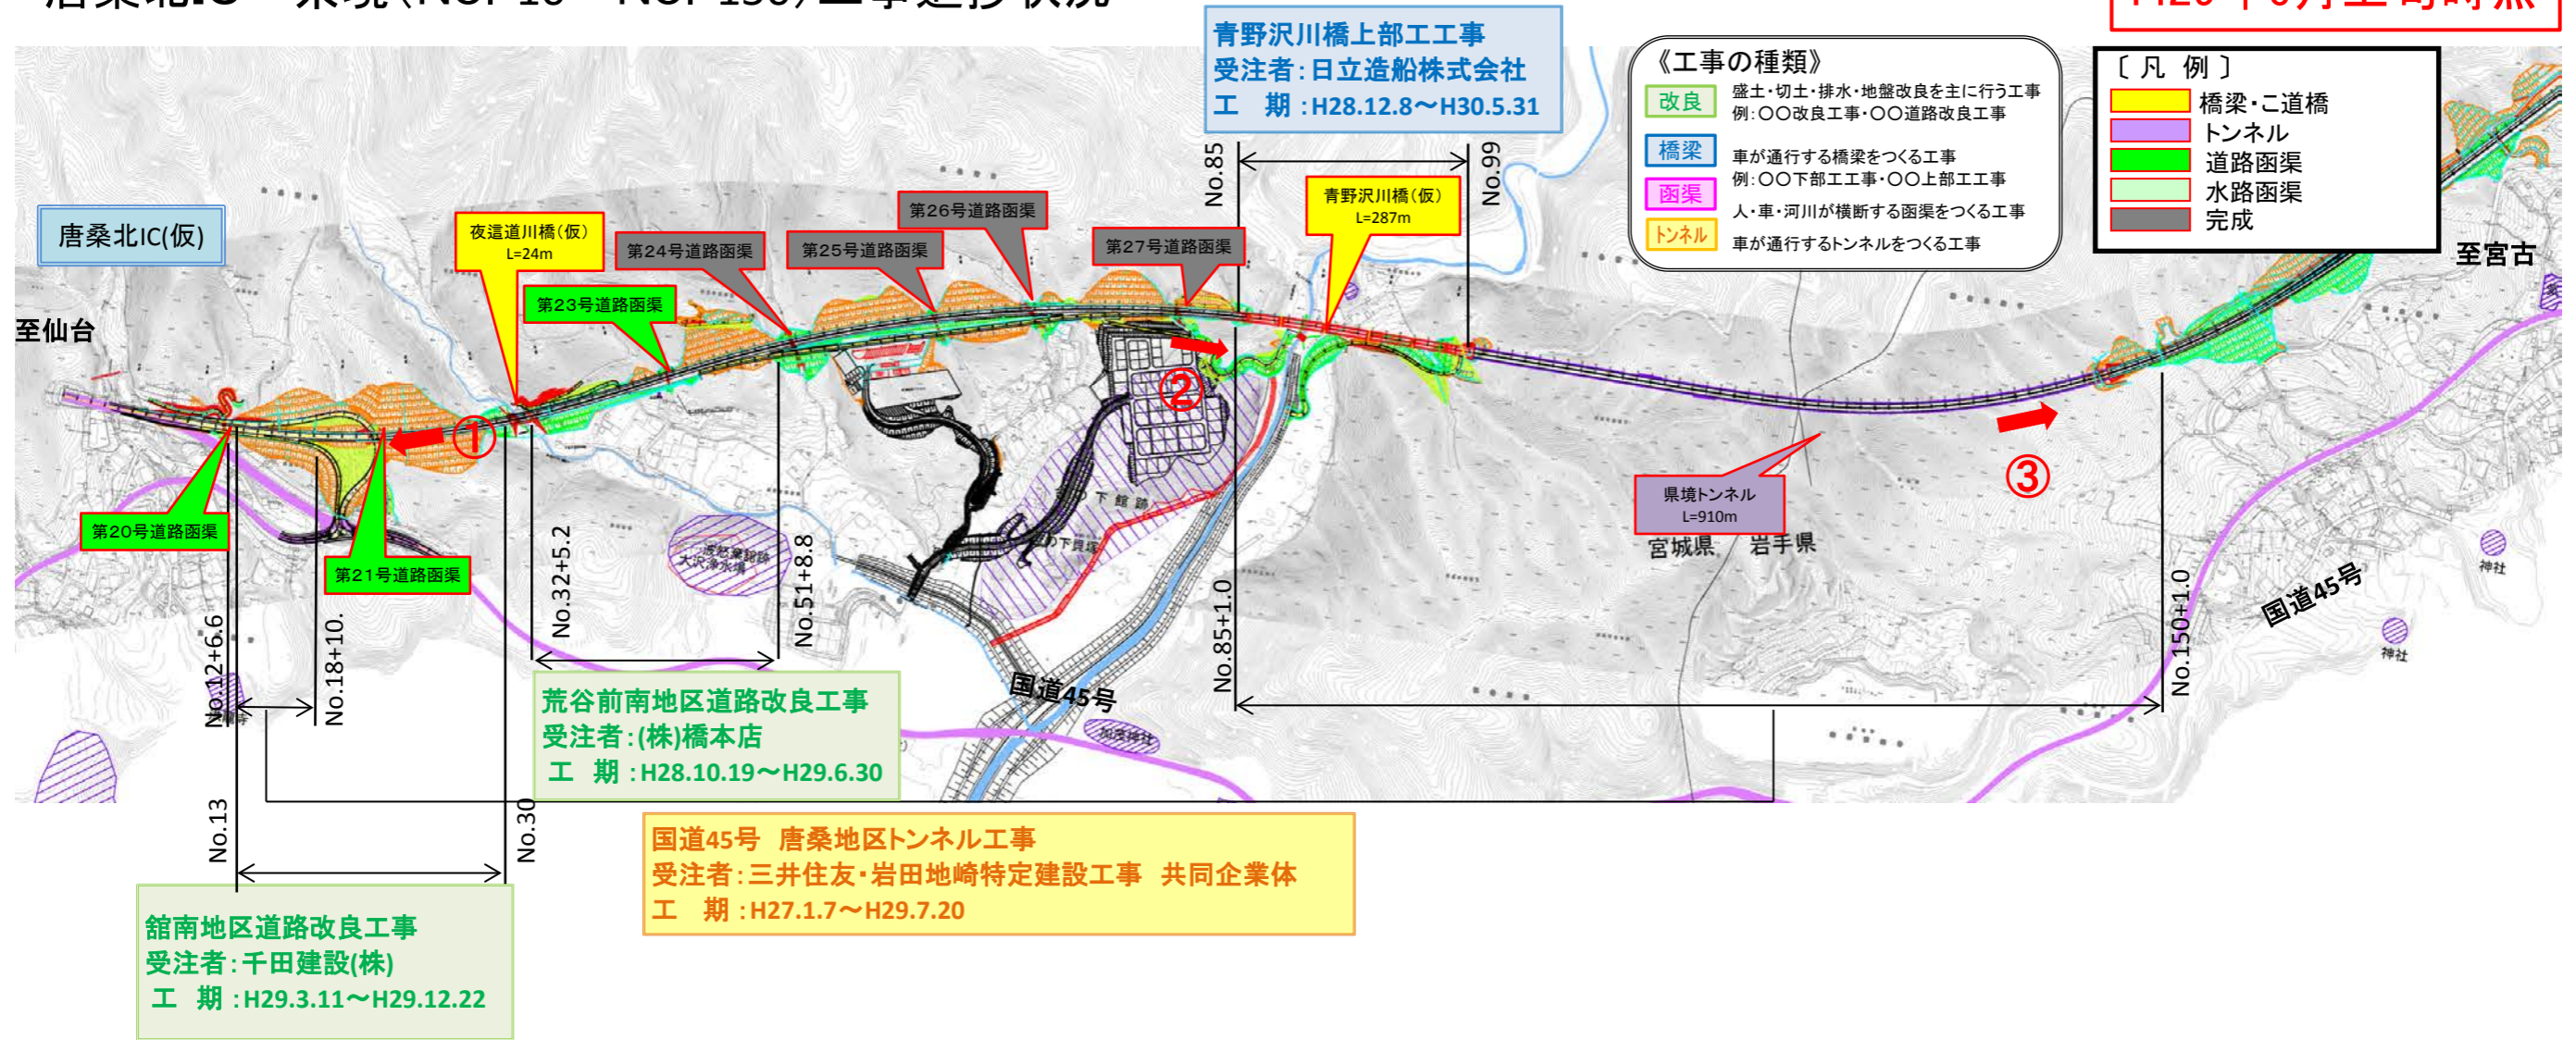 青野沢川橋上部工工事
受注者:日立造船株式会社
工 期:H28.12.8～H30.5.31
《工事の種類》
改良
盛土・切土・排水・地盤改良を主に行う工事
例:〇〇改良工事・〇〇道路改良工事
橋梁
車が通行する橋梁をつくる工事
例:〇〇下部工工事・〇〇上部工工事
函渠
人・車・河川が横断する函渠をつくる工事
トンネル
車が通行するトンネルをつくる工事
〔 凡 例 〕
橋梁・こ道橋
トンネル
道路函渠
水路函渠
完成
唐桑北IC(仮)
至仙台
至宮古
夜這道川橋(仮)
L=24m
第23号道路函渠
第24号道路函渠
第25号道路函渠
第26号道路函渠
第27号道路函渠
No.85
No.99
青野沢川橋(仮)
L=287m
①
②
③
第20号道路函渠
第21号道路函渠
県境トンネル
L=910m
宮城県
岩手県
国道45号
国道45号
神社
神社
加茂神社
大沢浄水場
下館跡
下貝塚
No.12+6.6
No.18+10.
No.32+5.2
No.51+8.8
No.85+1.0
No.150+1.0
No.13
No.30
荒谷前南地区道路改良工事
受注者:(株)橋本店
工 期:H28.10.19～H29.6.30
国道45号 唐桑地区トンネル工事
受注者:三井住友・岩田地崎特定建設工事 共同企業体
工 期:H27.1.7～H29.7.20
舘南地区道路改良工事
受注者:千田建設(株)
工 期:H29.3.11～H29.12.22